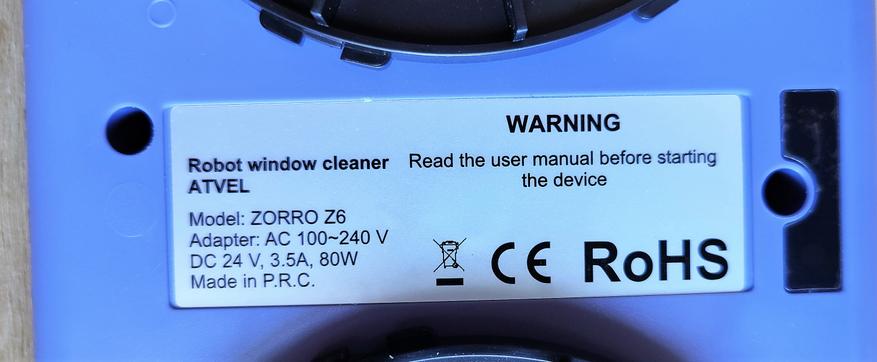 Robot window cleaner
ATVEL
Model: ZORRO Z6
Adapter: AC 100~240 V
DC 24 V, 3.5A, 80W
Made in P.R.C.
WARNING
Read the user manual before starting
the device
CE RoHS